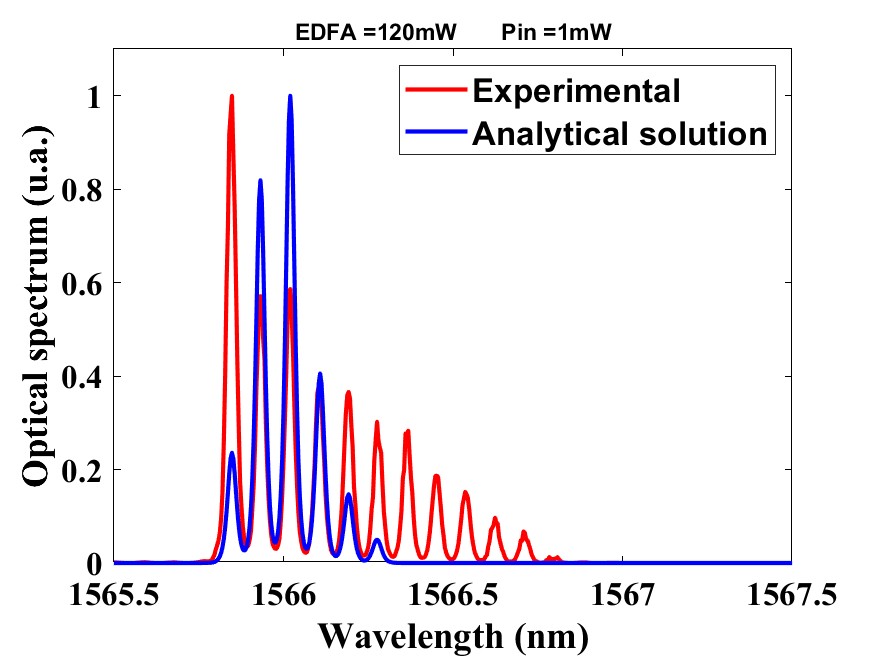 EDFA =120mW Pin =1mW
Experimental
Analytical solution
Optical spectrum (u.a.)
1
0.8
0.6
0.4
0.2
0
1565.5 1566 1566.5 1567 1567.5
Wavelength (nm)